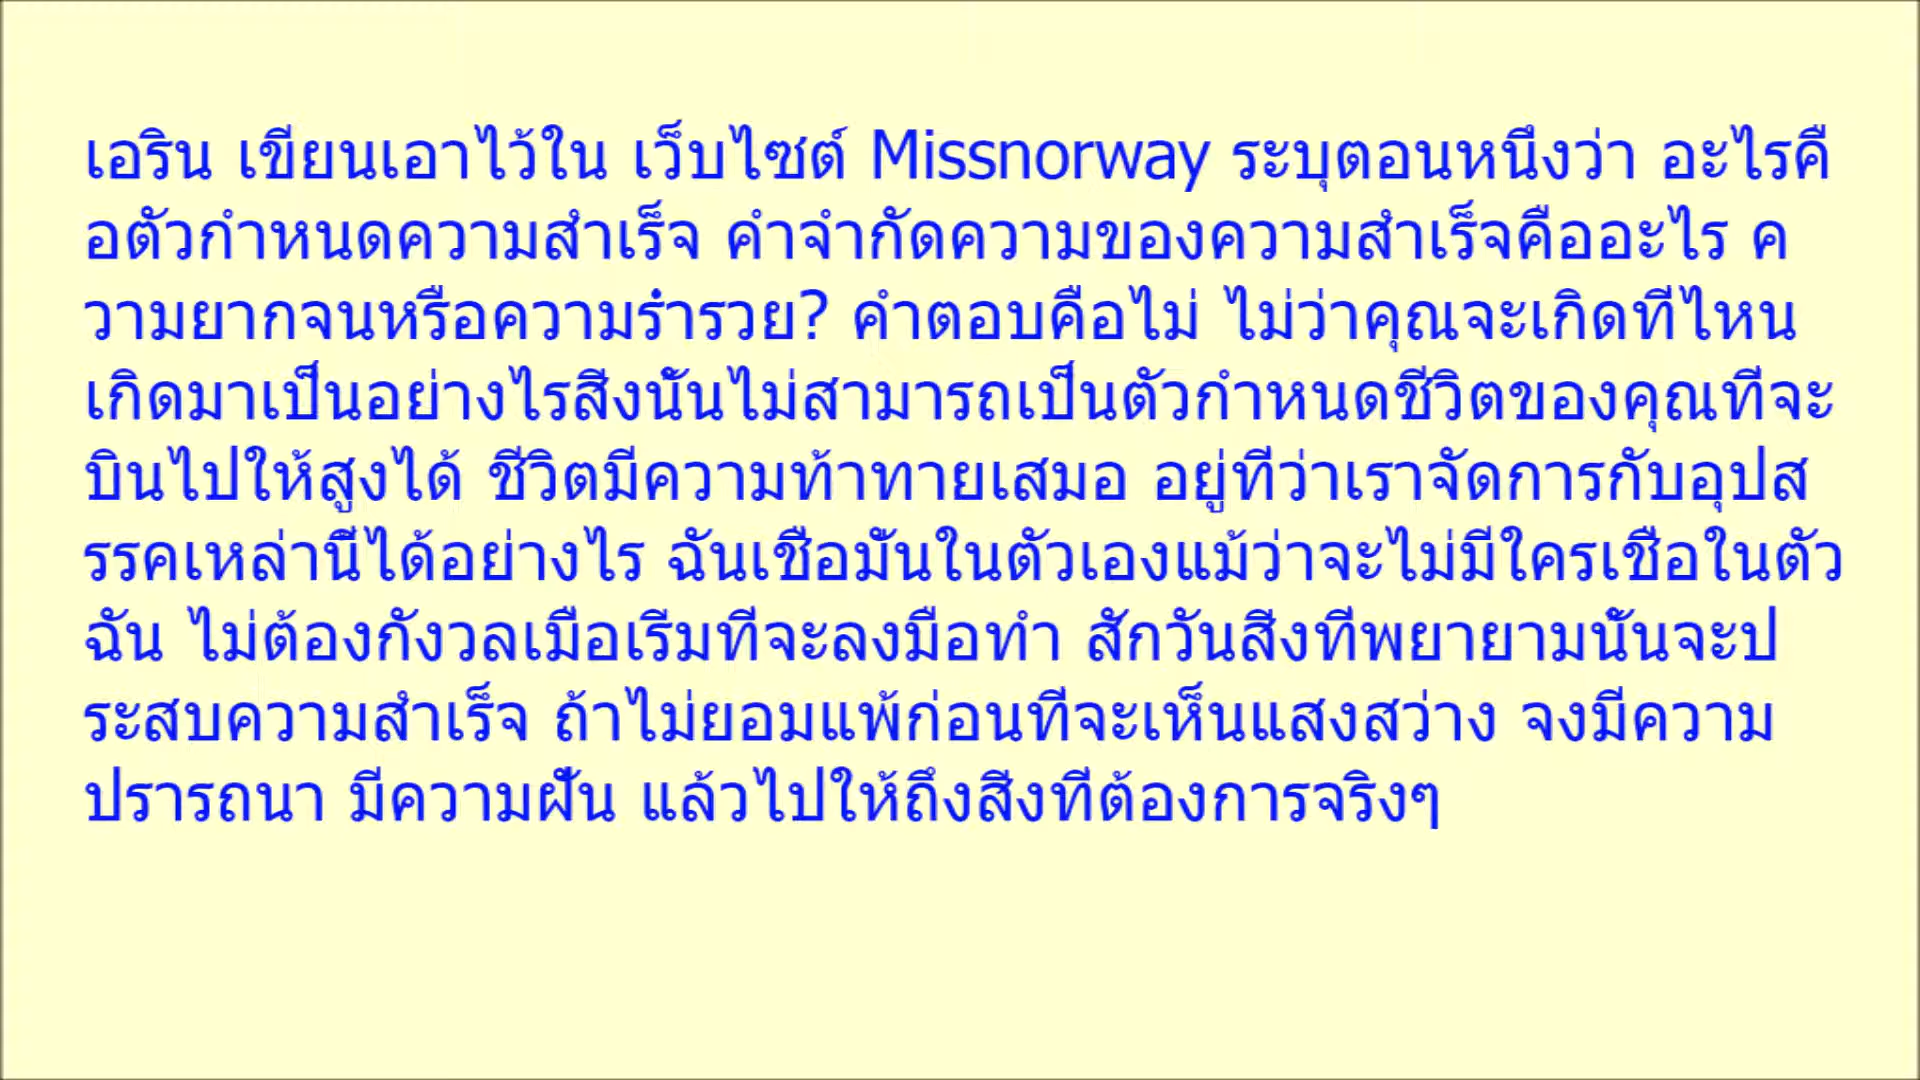 เอริน เขียนเอาไว้ใน เว็บไซต์ Missnorway ระบุตอนหนึ่งว่า อะไรคื
อตัวกำหนดความสำเร็จ คำจำกัดความของความสำเร็จคืออะไร ค
วามยากจนหรือความร่ำรวย? คำตอบคือไม่ ไม่ว่าคุณจะเกิดที่ไหน
เกิดมาเป็นอย่างไรสิ่งนั้นไม่สามารถเป็นตัวกำหนดชีวิตของคุณที่จะ
บินไปให้สูงได้ ชีวิตมีความท้าทายเสมอ อยู่ที่ว่าเราจัดการกับอุปส
รรคเหล่านี้ได้อย่างไร ฉันเชื่อมั่นในตัวเองแม้ว่าจะไม่มีใครเชื่อในตัว
ฉัน ไม่ต้องกังวลเมื่อเริ่มที่จะลงมือทำ สักวันสิ่งที่พยายามนั้นจะป
ระสบความสำเร็จ ถ้าไม่ยอมแพ้ก่อนที่จะเห็นแสงสว่าง จงมีความ
ปรารถนา มีความฝัน แล้วไปให้ถึงสิ่งที่ต้องการจริงๆ